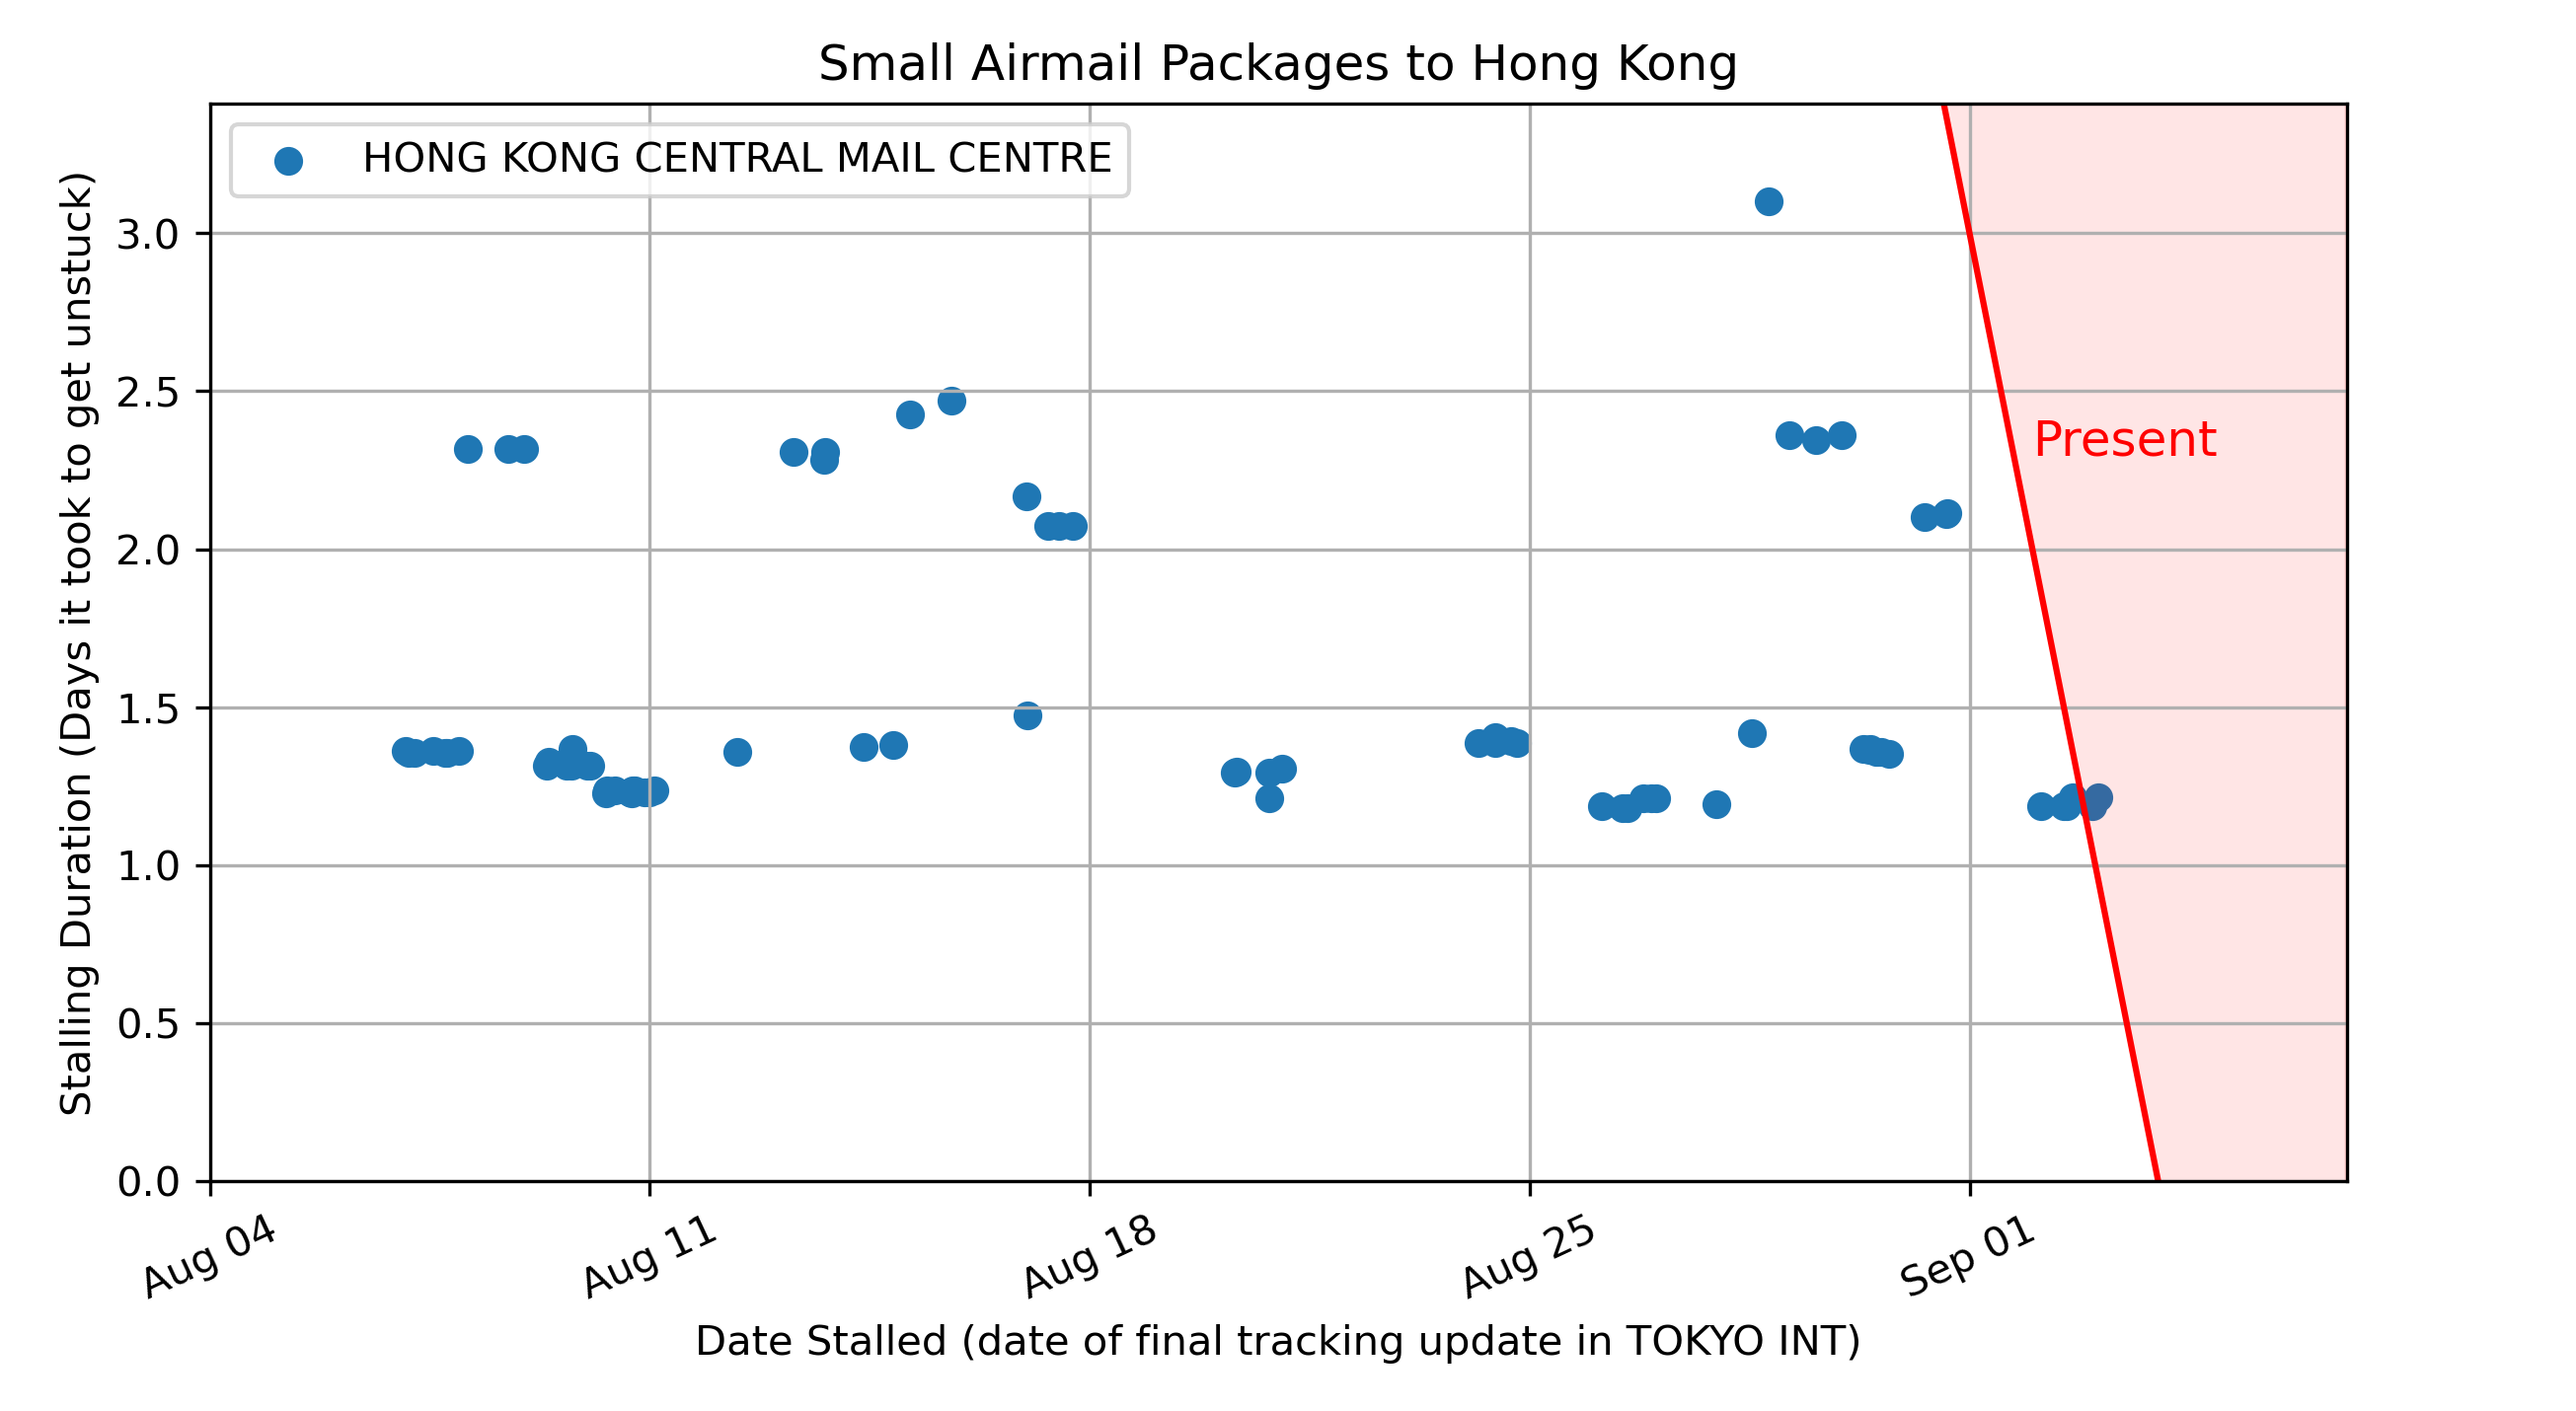 Small Airmail Packages to Hong Kong
HONG KONG CENTRAL MAIL CENTRE
Stalling Duration (Days it took to get unstuck)
3.0
2.5
2.0
1.5
1.0
0.5
0.0
Present
Aug 04
Aug 11
Aug 18
Aug 25
Sep 01
Date Stalled (date of final tracking update in TOKYO INT)